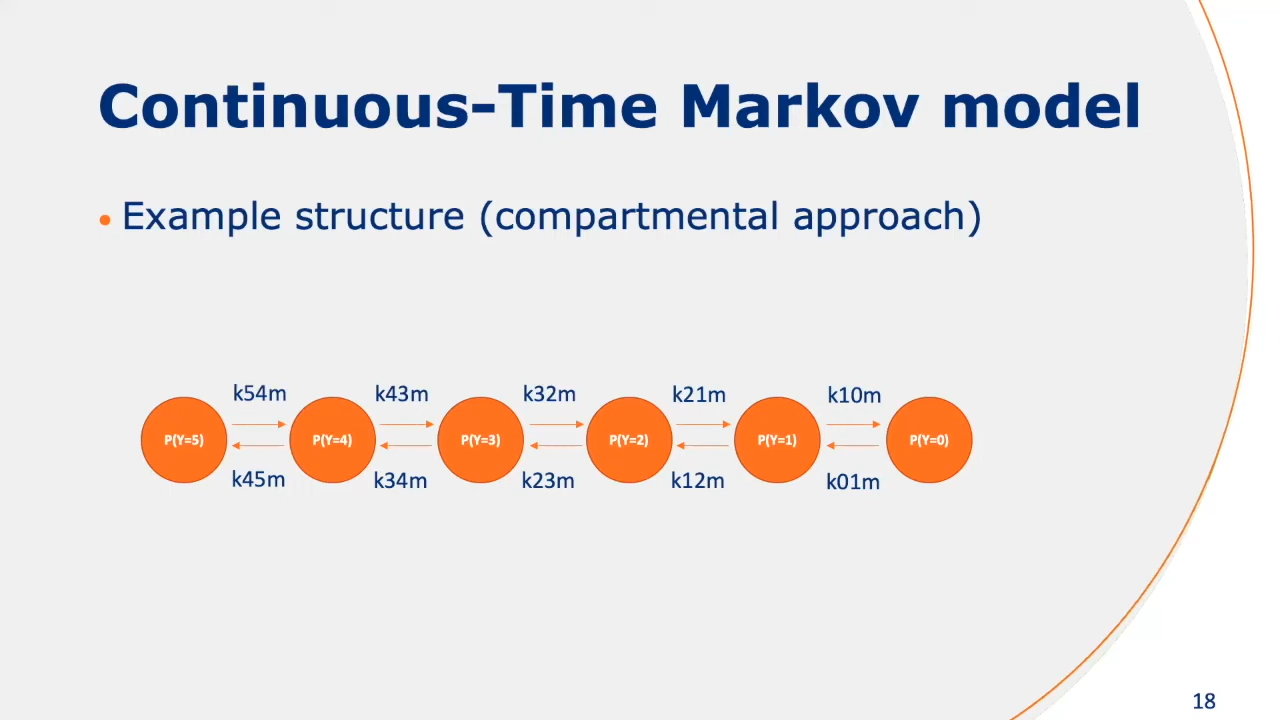 Continuous-Time Markov model
• Example structure (compartmental approach)
k54m k43m k32m k21m k10m
P(Y=5) P(Y=4) P(Y=3) P(Y=2) P(Y=1) P(Y=0)
k45m k34m k23m k12m k01m
18